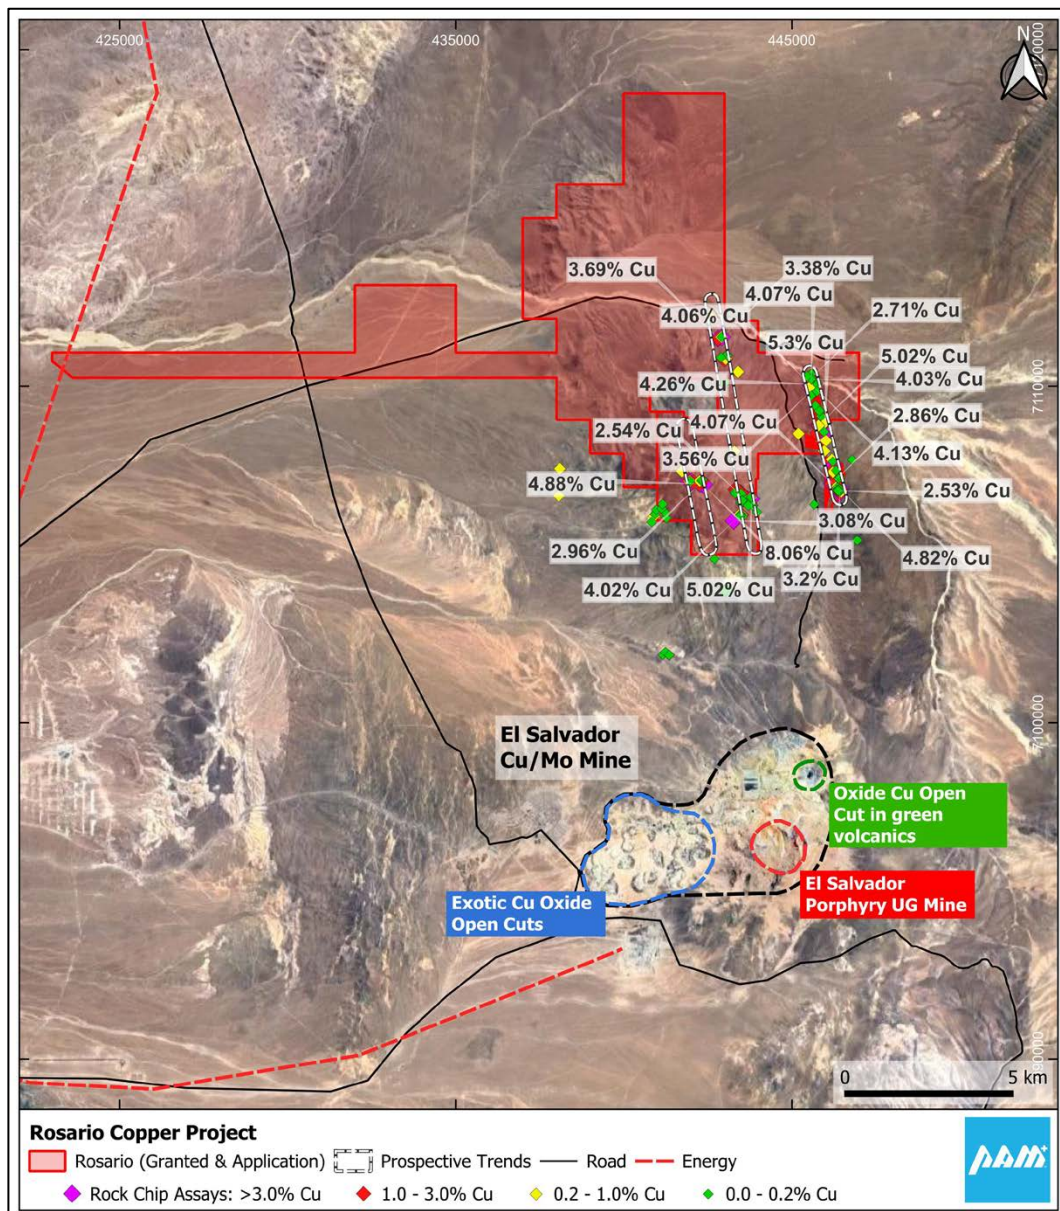 425000
435000
445000
N
7120000
3.69% Cu
3.38% Cu
4.07% Cu
4.06% Cu
2.71% Cu
5.3% Cu
5.02% Cu
4.26% Cu
4.03% Cu
7110000
2.86% Cu
4.07% Cu
2.54% Cu
4.13% Cu
3.56% Cu
4.88% Cu
2.53% Cu
3.08% Cu
2.96% Cu
8.06% Cu
4.82% Cu
3.2% Cu
4.02% Cu
5.02% Cu
7100000
El Salvador
Cu/Mo Mine
Oxide Cu Open
Cut in green
volcanics
El Salvador
Porphyry UG Mine
Exotic Cu Oxide
Open Cuts
7090000
0
5 km
Rosario Copper Project
Rosario (Granted & Application)
Prospective Trends
Road
Energy
Rock Chip Assays: >3.0% Cu
1.0 - 3.0% Cu
0.2 - 1.0% Cu
0.0 - 0.2% Cu
PAM